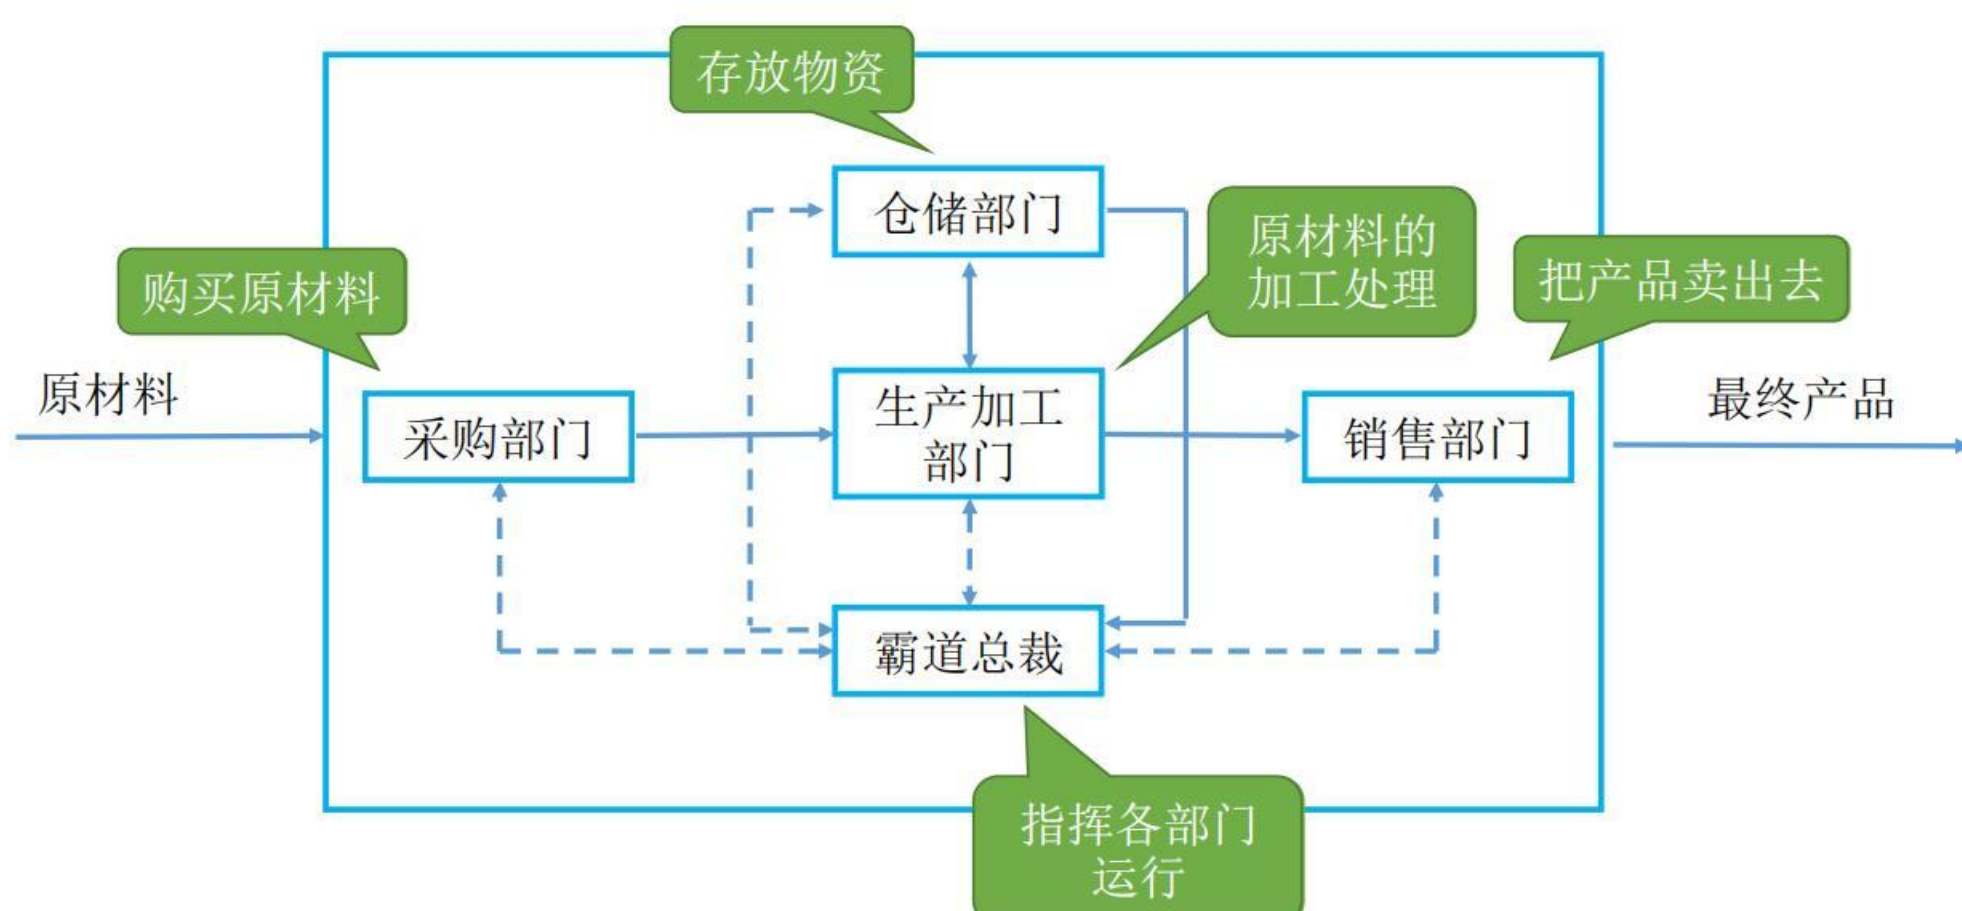 存放物资
仓储部门
原材料的
加工处理
购买原材料
把产品卖出去
原材料
采购部门
生产加工
部门
销售部门
最终产品
霸道总裁
指挥各部门
运行